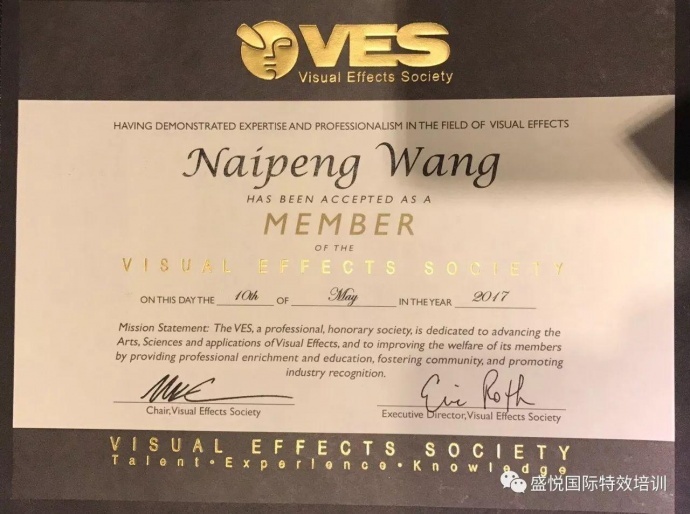 VES
Visual Effects Society
HAVING DEMONSTRATED EXPERTISE AND PROFESSIONALISM IN THE FIELD OF VISUAL EFFECTS
Naipeng Wang
HAS BEEN ACCEPTED AS A
MEMBER
OF THE
VISUAL EFFECTS SOCIETY
ON THIS DAY THE 10th OF May IN THE YEAR 2017
Mission Statement: The VES, a professional, honorary society, is dedicated to advancing the
Arts, Sciences and applications of Visual Effects, and to improving the welfare of its members
by providing professional enrichment and education, fostering community, and promoting
industry recognition.
Eric Roth
Chair, Visual Effects Society
Executive Director, Visual Effects Society
VISUAL EFFECTS SOCIETY
Talent•Experience•Knowledge
盛悦国际特效培训